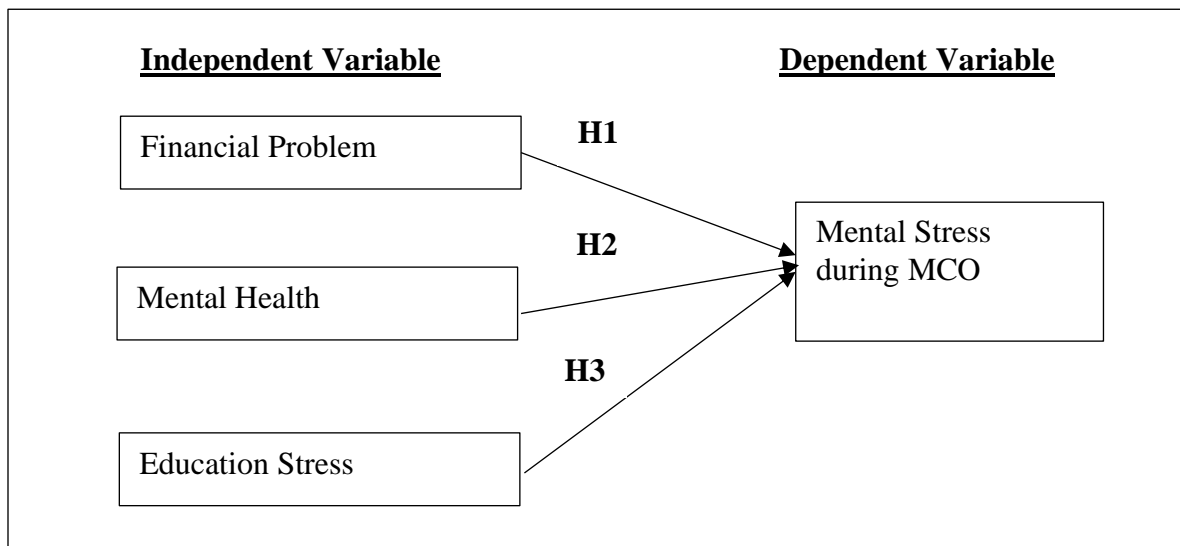 Independent Variable
Dependent Variable
H1
Financial Problem
Mental Stress
during MCO
H2
Mental Health
H3
Education Stress